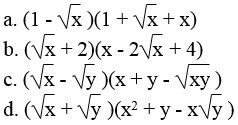 a. (1 - √x )(1 + √x + x)
b. (√x + 2)(x - 2√x + 4)
c. (√x - √y )(x + y - √xy )
d. (√x + √y )(x² + y - x√y )